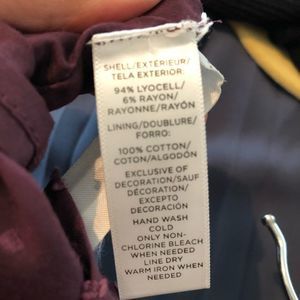 SHELL/EXTÉRIEUR/
TELA EXTERIOR:
94% LYOCELL/
6% RAYON/
RAYONNE/RAYÓN
LINING/DOUBLURE/
FORRO:
100% COTTON/
COTON/ALGODÓN
EXCLUSIVE OF
DECORATION/SAUF
DÉCORATION/
EXCEPTO
DECORACIÓN
HAND WASH
COLD
ONLY NON-
CHLORINE BLEACH
WHEN NEEDED
LINE DRY
WARM IRON WHEN
NEEDED